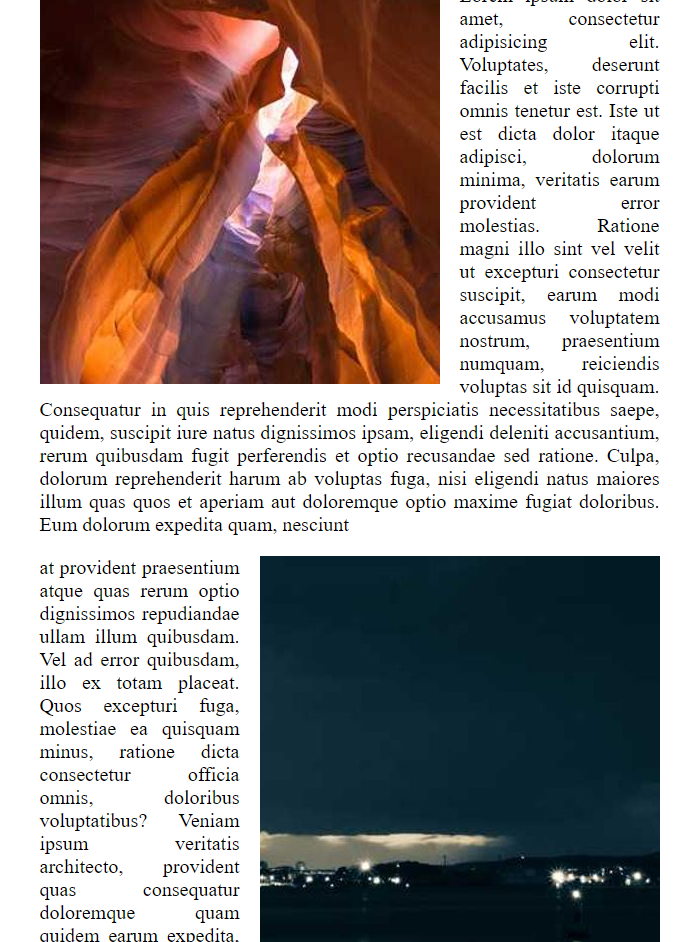 Lorem ipsum dolor sit
amet, consectetur
adipisicing elit.
Voluptates, deserunt
facilis et iste corrupti
omnis tenetur est. Iste ut
est dicta dolor itaque
adipisci, dolorum
minima, veritatis earum
provident error
molestias. Ratione
magni illo sint vel velit
ut excepturi consectetur
suscipit, earum modi
accusamus voluptatem
nostrum, praesentium
numquam, reiciendis
voluptas sit id quisquam.
Consequatur in quis reprehenderit modi perspiciatis necessitatibus saepe,
quidem, suscipit iure natus dignissimos ipsam, eligendi deleniti accusantium,
rerum quibusdam fugit perferendis et optio recusandae sed ratione. Culpa,
dolorum reprehenderit harum ab voluptas fuga, nisi eligendi natus maiores
illum quas quos et aperiam aut doloremque optio maxime fugiat doloribus.
Eum dolorum expedita quam, nesciunt
at provident praesentium
atque quas rerum optio
dignissimos repudiandae
ullam illum quibusdam.
Vel ad error quibusdam,
illo ex totam placeat.
Quos excepturi fuga,
molestiae ea quisquam
minus, ratione dicta
consectetur officia
omnis, doloribus
voluptatibus? Veniam
ipsum veritatis
architecto, provident
quas consequatur
doloremque quam
quidem earum expedita,